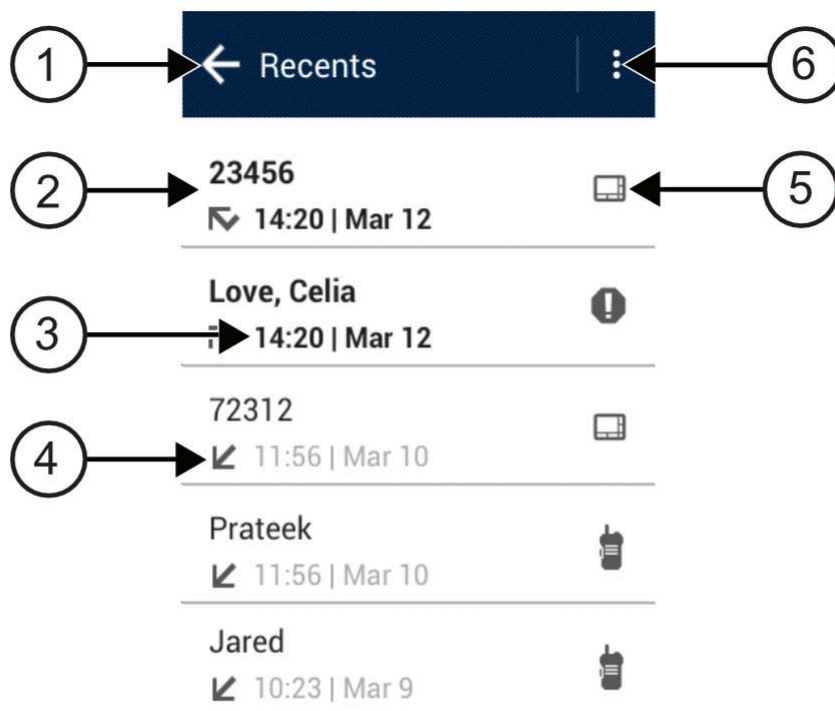 1
Recents
6
23456
2
5
14:20 | Mar 12
Love, Celia
3
14:20 | Mar 12
72312
4
11:56 | Mar 10
Prateek
11:56 | Mar 10
Jared
10:23 | Mar 9